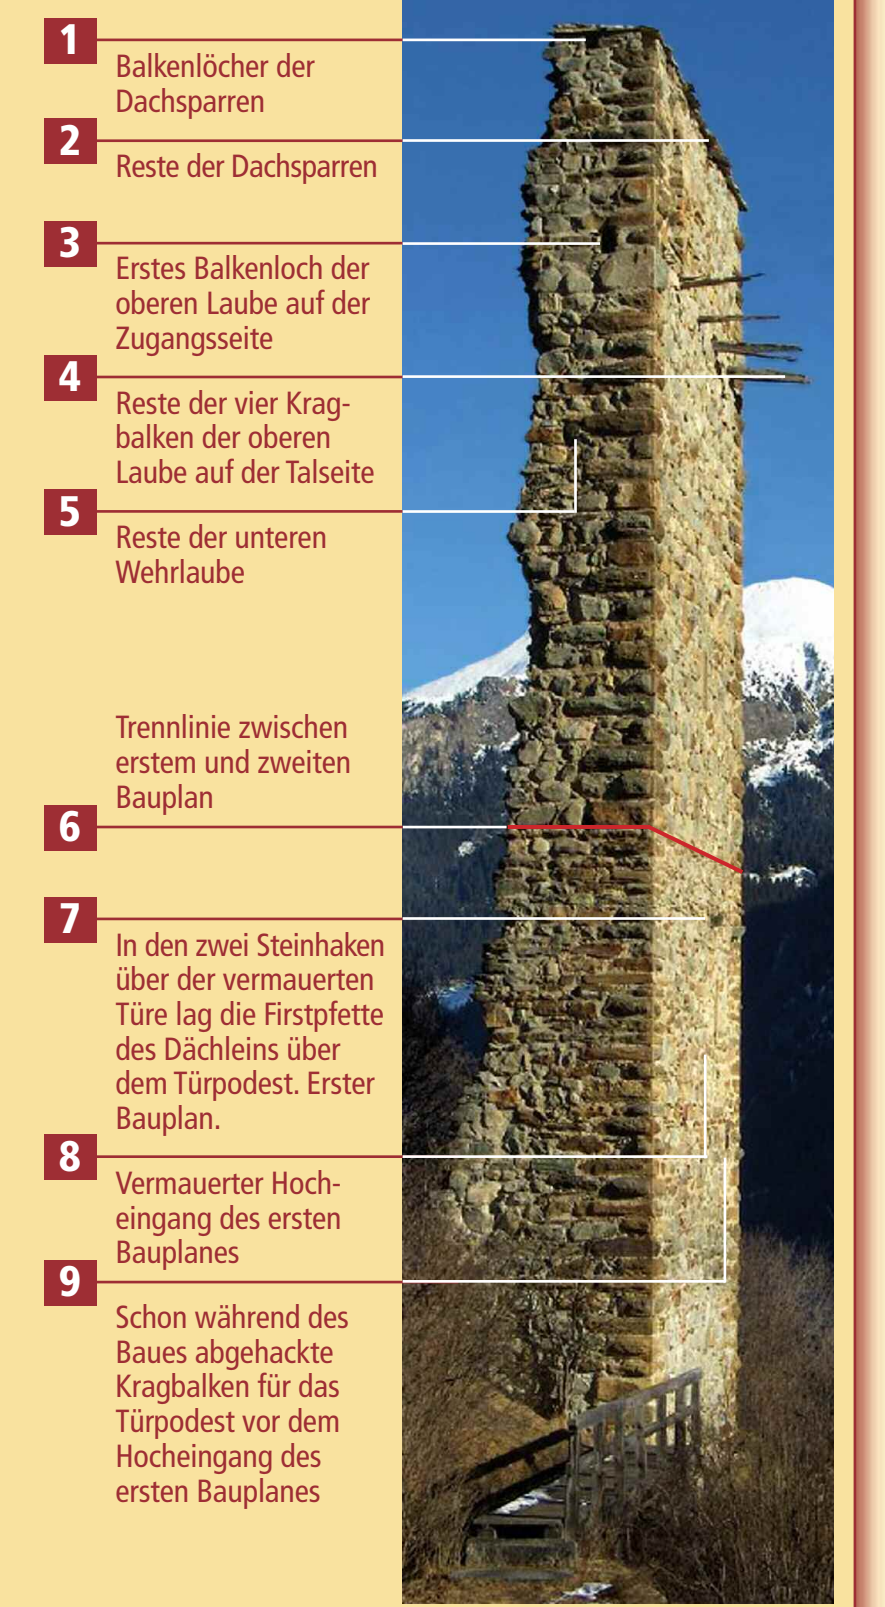 1
Balkenlöcher der
Dachsparren
2
Reste der Dachsparren
3
Erstes Balkenloch der
oberen Laube auf der
Zugangsseite
4
Reste der vier Krag-
balken der oberen
Laube auf der Talseite
5
Reste der unteren
Wehrlaube
Trennlinie zwischen
erstem und zweiten
Bauplan
6
7
In den zwei Steinhaken
über der vermauerten
Türe lag die Firstpfette
des Dächleins über
dem Türpodest. Erster
Bauplan.
8
Vermauerter Hoch-
eingang des ersten
Bauplanes
9
Schon während des
Baues abgehackte
Kragbalken für das
Türpodest vor dem
Hocheingang des
ersten Bauplanes